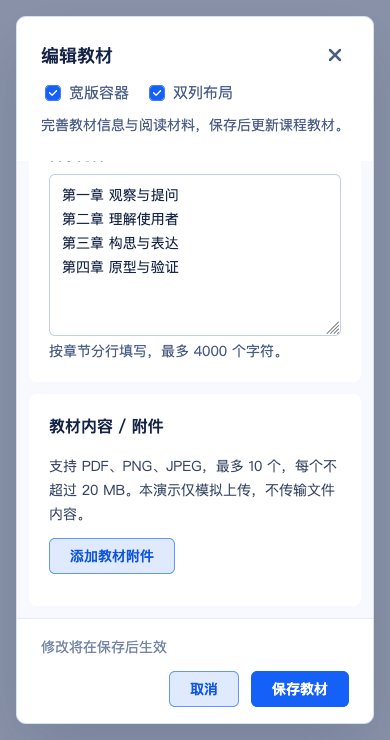 编辑教材
宽版容器 双列布局
完善教材信息与阅读材料，保存后更新课程教材。
第一章 观察与提问
第二章 理解使用者
第三章 构思与表达
第四章 原型与验证
按章节分行填写，最多 4000 个字符。
教材内容 / 附件
支持 PDF、PNG、JPEG，最多 10 个，每个不
超过 20 MB。本演示仅模拟上传，不传输文件
内容。
添加教材附件
修改将在保存后生效
取消 保存教材